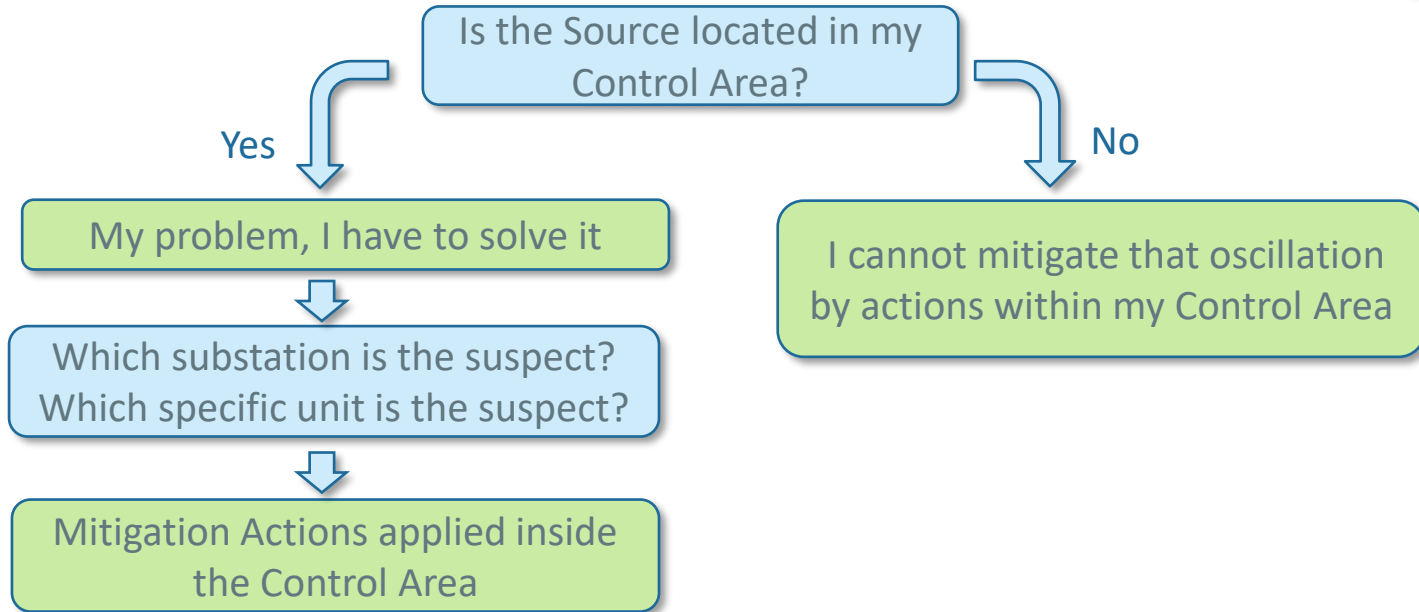 Is the Source located in my
Control Area?
Yes
No
My problem, I have to solve it
I cannot mitigate that oscillation
by actions within my Control Area
Which substation is the suspect?
Which specific unit is the suspect?
Mitigation Actions applied inside
the Control Area